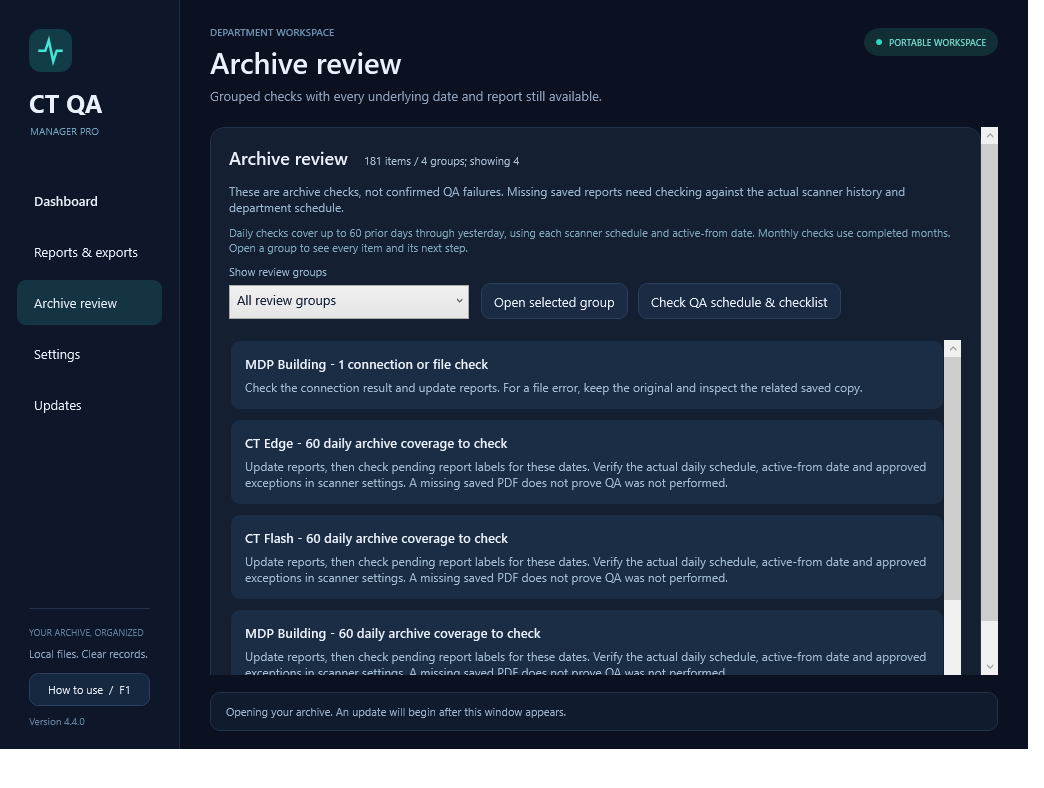 CT QA
MANAGER PRO
Dashboard
Reports & exports
Archive review
Settings
Updates
YOUR ARCHIVE, ORGANIZED
Local files. Clear records.
How to use / F1
Version 4.4.0
DEPARTMENT WORKSPACE
Archive review
Grouped checks with every underlying date and report still available.
PORTABLE WORKSPACE
Archive review 181 items / 4 groups; showing 4
These are archive checks, not confirmed QA failures. Missing saved reports need checking against the actual scanner history and
department schedule.
Daily checks cover up to 60 prior days through yesterday, using each scanner schedule and active-from date. Monthly checks use completed months.
Open a group to see every item and its next step.
Show review groups
All review groups
Open selected group
Check QA schedule & checklist
MDP Building - 1 connection or file check
Check the connection result and update reports. For a file error, keep the original and inspect the related saved copy.
CT Edge - 60 daily archive coverage to check
Update reports, then check pending report labels for these dates. Verify the actual daily schedule, active-from date and approved
exceptions in scanner settings. A missing saved PDF does not prove QA was not performed.
CT Flash - 60 daily archive coverage to check
Update reports, then check pending report labels for these dates. Verify the actual daily schedule, active-from date and approved
exceptions in scanner settings. A missing saved PDF does not prove QA was not performed.
MDP Building - 60 daily archive coverage to check
Update reports, then check pending report labels for these dates. Verify the actual daily schedule, active-from date and approved
exceptions in scanner settings. A missing saved PDF does not prove QA was not performed.
Opening your archive. An update will begin after this window appears.